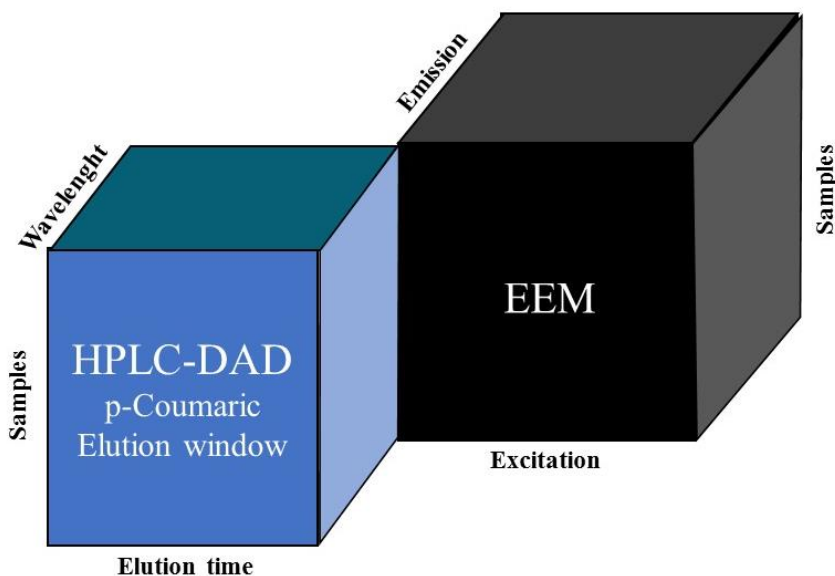 Emission
Wavelenght
Samples
EEM
HPLC-DAD
p-Coumaric
Elution window
Samples
Excitation
Elution time